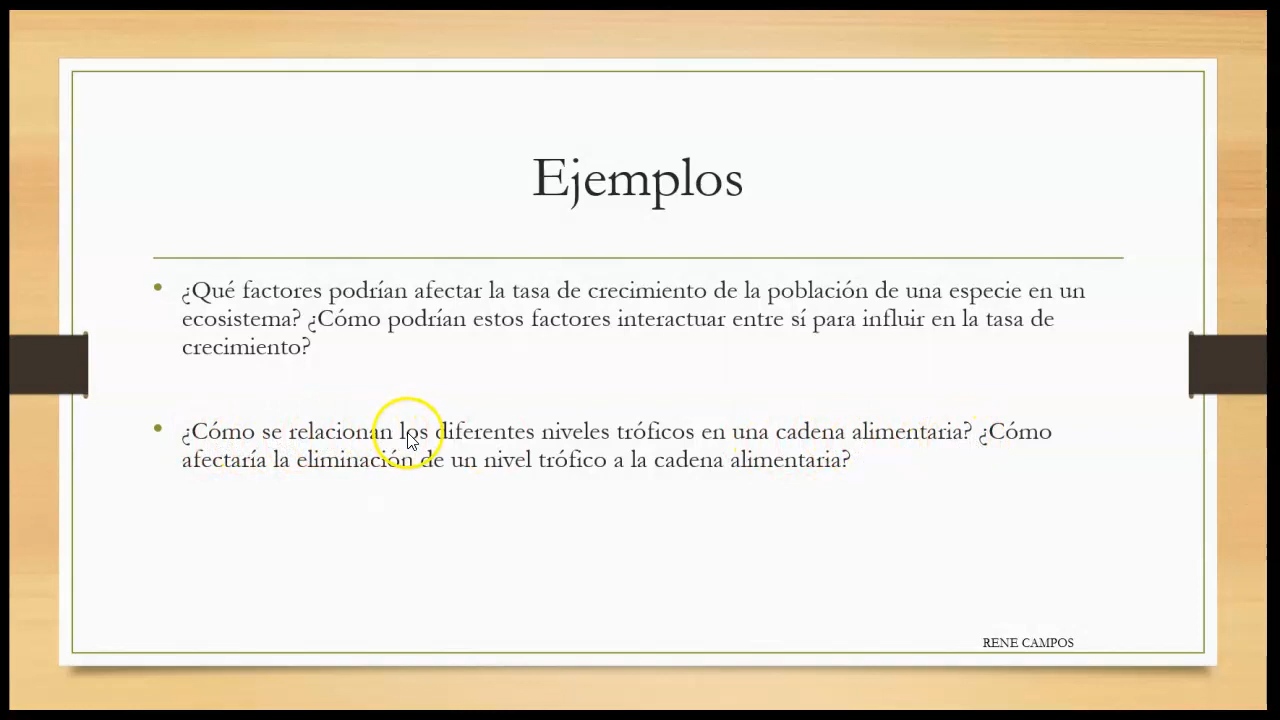 Ejemplos
• ¿Qué factores podrían afectar la tasa de crecimiento de la población de una especie en un
ecosistema? ¿Cómo podrían estos factores interactuar entre sí para influir en la tasa de
crecimiento?
• ¿Cómo se relacionan los diferentes niveles tróficos en una cadena alimentaria? ¿Cómo
afectaría la eliminación de un nivel trófico a la cadena alimentaria?
RENE CAMPOS